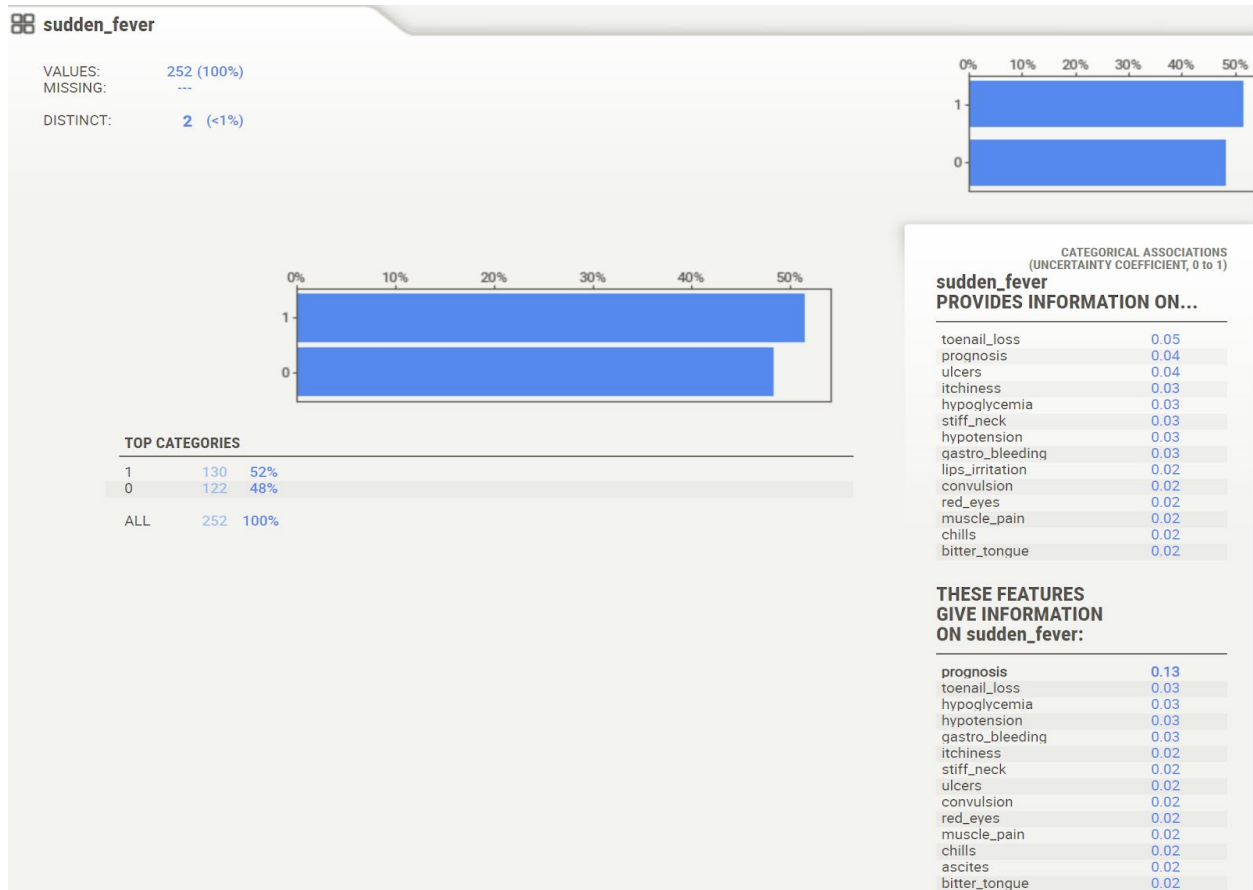 sudden_fever
VALUES: 252 (100%)
MISSING: ---
DISTINCT: 2 (<1%)
0% 10% 20% 30% 40% 50%
1
0
0% 10% 20% 30% 40% 50%
1
0
TOP CATEGORIES
1 130 52%
0 122 48%
ALL 252 100%
CATEGORICAL ASSOCIATIONS
(UNCERTAINTY COEFFICIENT, 0 to 1)
sudden_fever
PROVIDES INFORMATION ON...
toenail_loss 0.05
prognosis 0.04
ulcers 0.04
itchiness 0.03
hypoglycemia 0.03
stiff_neck 0.03
hypotension 0.03
gastro_bleeding 0.03
lips_irritation 0.02
convulsion 0.02
red_eyes 0.02
muscle_pain 0.02
chills 0.02
bitter_tongue 0.02
THESE FEATURES
GIVE INFORMATION
ON sudden_fever:
prognosis 0.13
toenail_loss 0.03
hypoglycemia 0.03
hypotension 0.03
gastro_bleeding 0.03
itchiness 0.02
stiff_neck 0.02
ulcers 0.02
convulsion 0.02
red_eyes 0.02
muscle_pain 0.02
chills 0.02
ascites 0.02
bitter_tongue 0.02